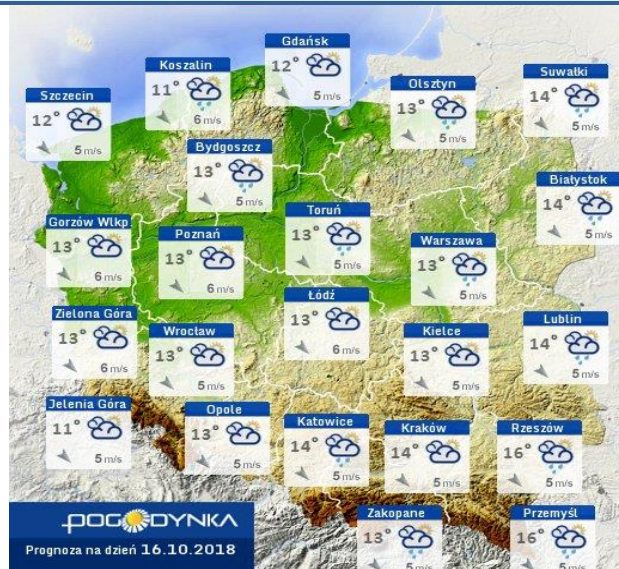 Gdańsk
12°
5 m/s
Koszalin
11°
6 m/s
Suwałki
14°
5 m/s
Olsztyn
13°
5 m/s
Szczecin
12°
5 m/s
Bydgoszcz
13°
5 m/s
Białystok
14°
5 m/s
Toruń
13°
5 m/s
Gorzów Wlkp
13°
6 m/s
Poznań
13°
6 m/s
Warszawa
13°
5 m/s
Łódź
13°
6 m/s
Zielona Góra
13°
6 m/s
Wrocław
13°
5 m/s
Kielce
13°
5 m/s
Lublin
14°
5 m/s
Jelenia Góra
11°
5 m/s
Opole
13°
5 m/s
Katowice
14°
5 m/s
Kraków
14°
5 m/s
Rzeszów
16°
5 m/s
Zakopane
13°
5 m/s
Przemyśl
16°
5 m/s
POGODYNKA
Prognoza na dzień 16.10.2018